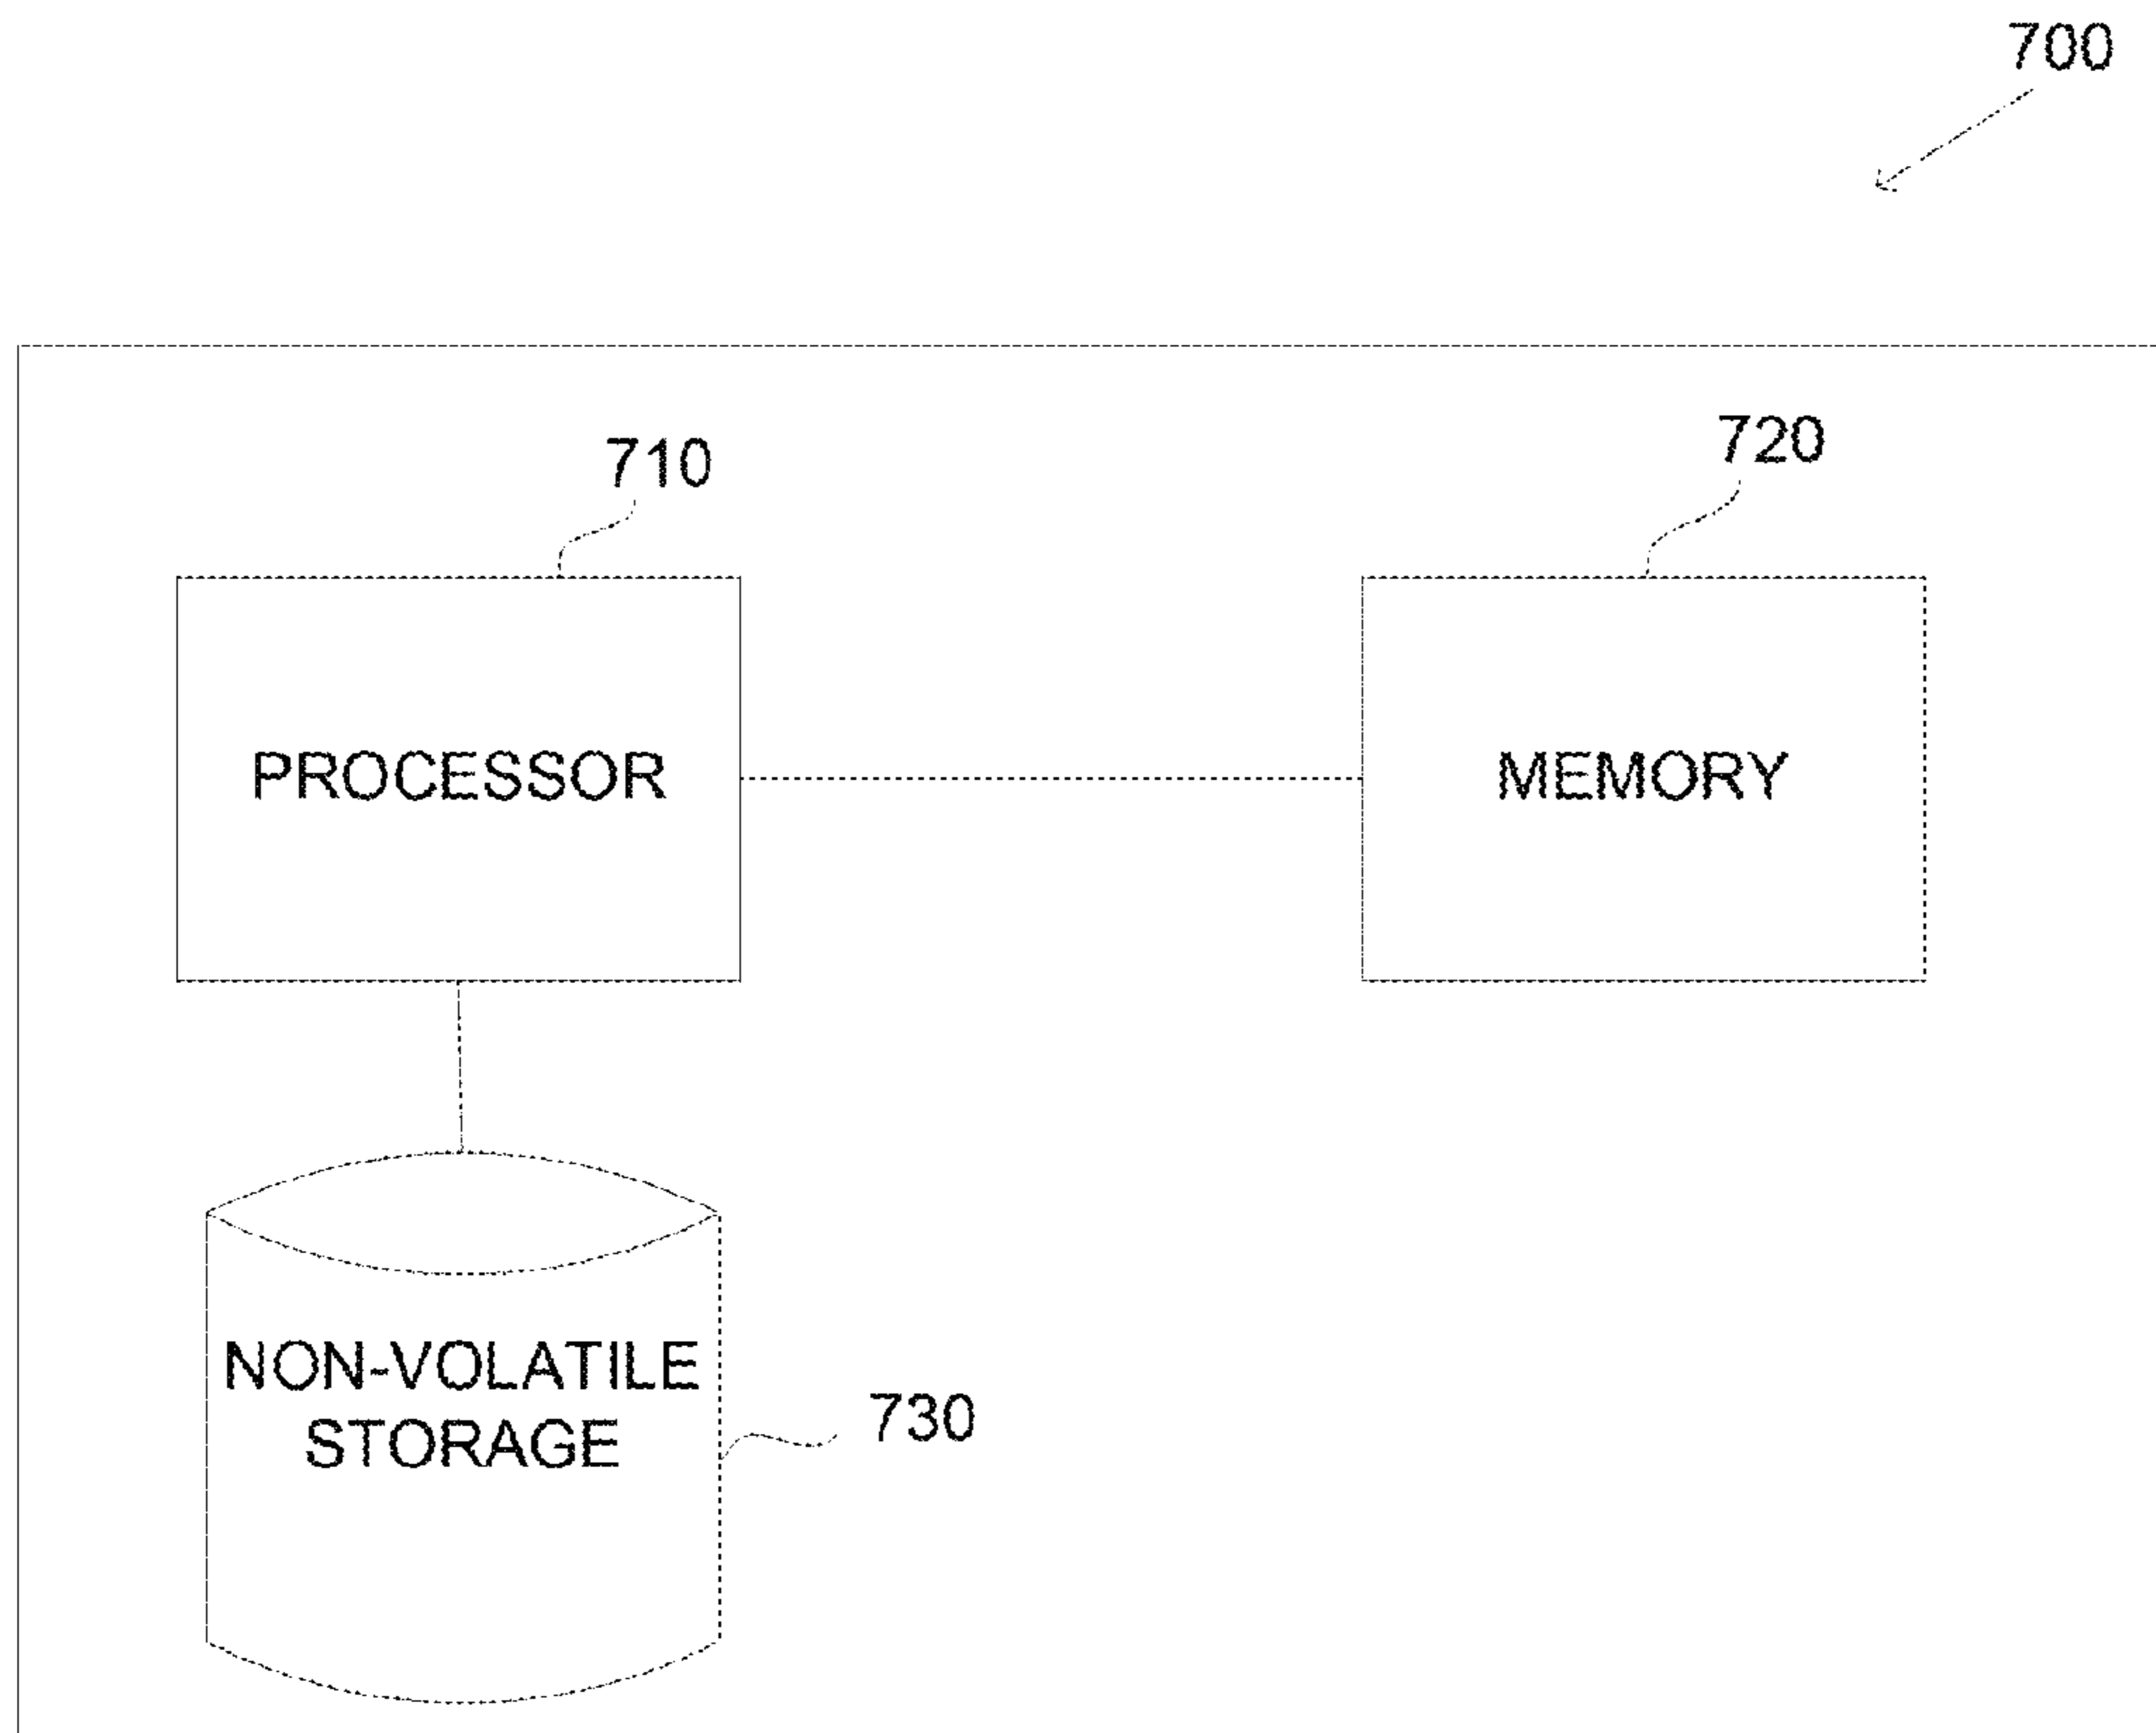 700
710
720
PROCESSOR
MEMORY
NON-VOLATILE
STORAGE
730